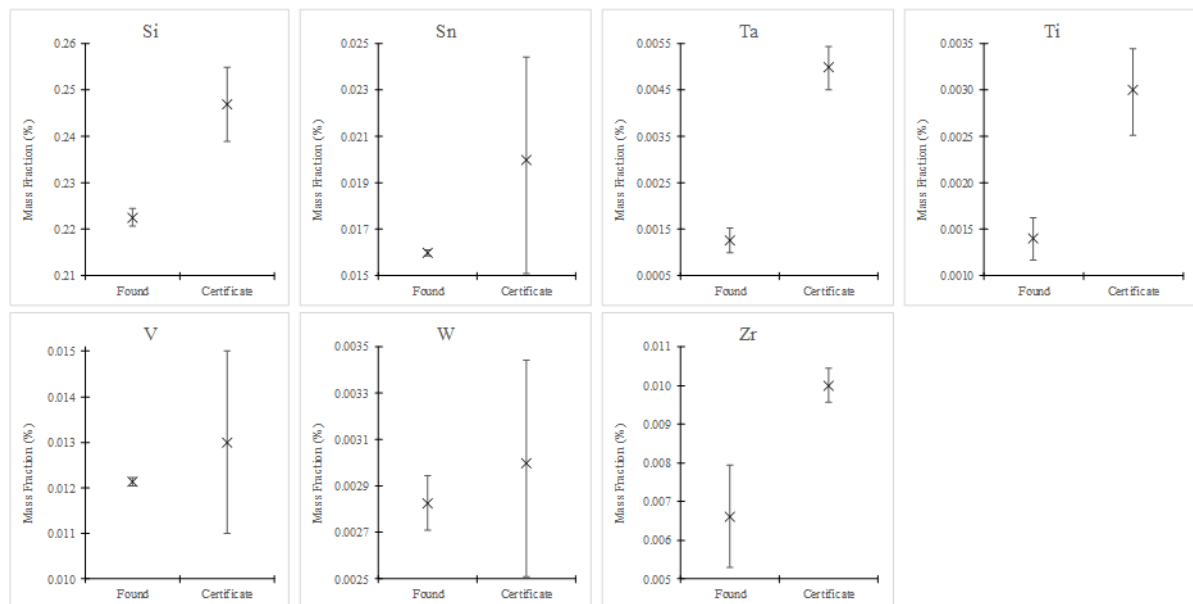 Si
Mass Fraction (%)
0.26
0.25
0.24
0.23
0.22
0.21
Found Certificate
Sn
Mass Fraction (%)
0.025
0.023
0.021
0.019
0.017
0.015
Found Certificate
Ta
Mass Fraction (%)
0.0055
0.0045
0.0035
0.0025
0.0015
0.0005
Found Certificate
Ti
Mass Fraction (%)
0.0035
0.0030
0.0025
0.0020
0.0015
0.0010
Found Certificate
V
Mass Fraction (%)
0.015
0.014
0.013
0.012
0.011
0.010
Found Certificate
W
Mass Fraction (%)
0.0035
0.0033
0.0031
0.0029
0.0027
0.0025
Found Certificate
Zr
Mass Fraction (%)
0.011
0.010
0.009
0.008
0.007
0.006
0.005
Found Certificate